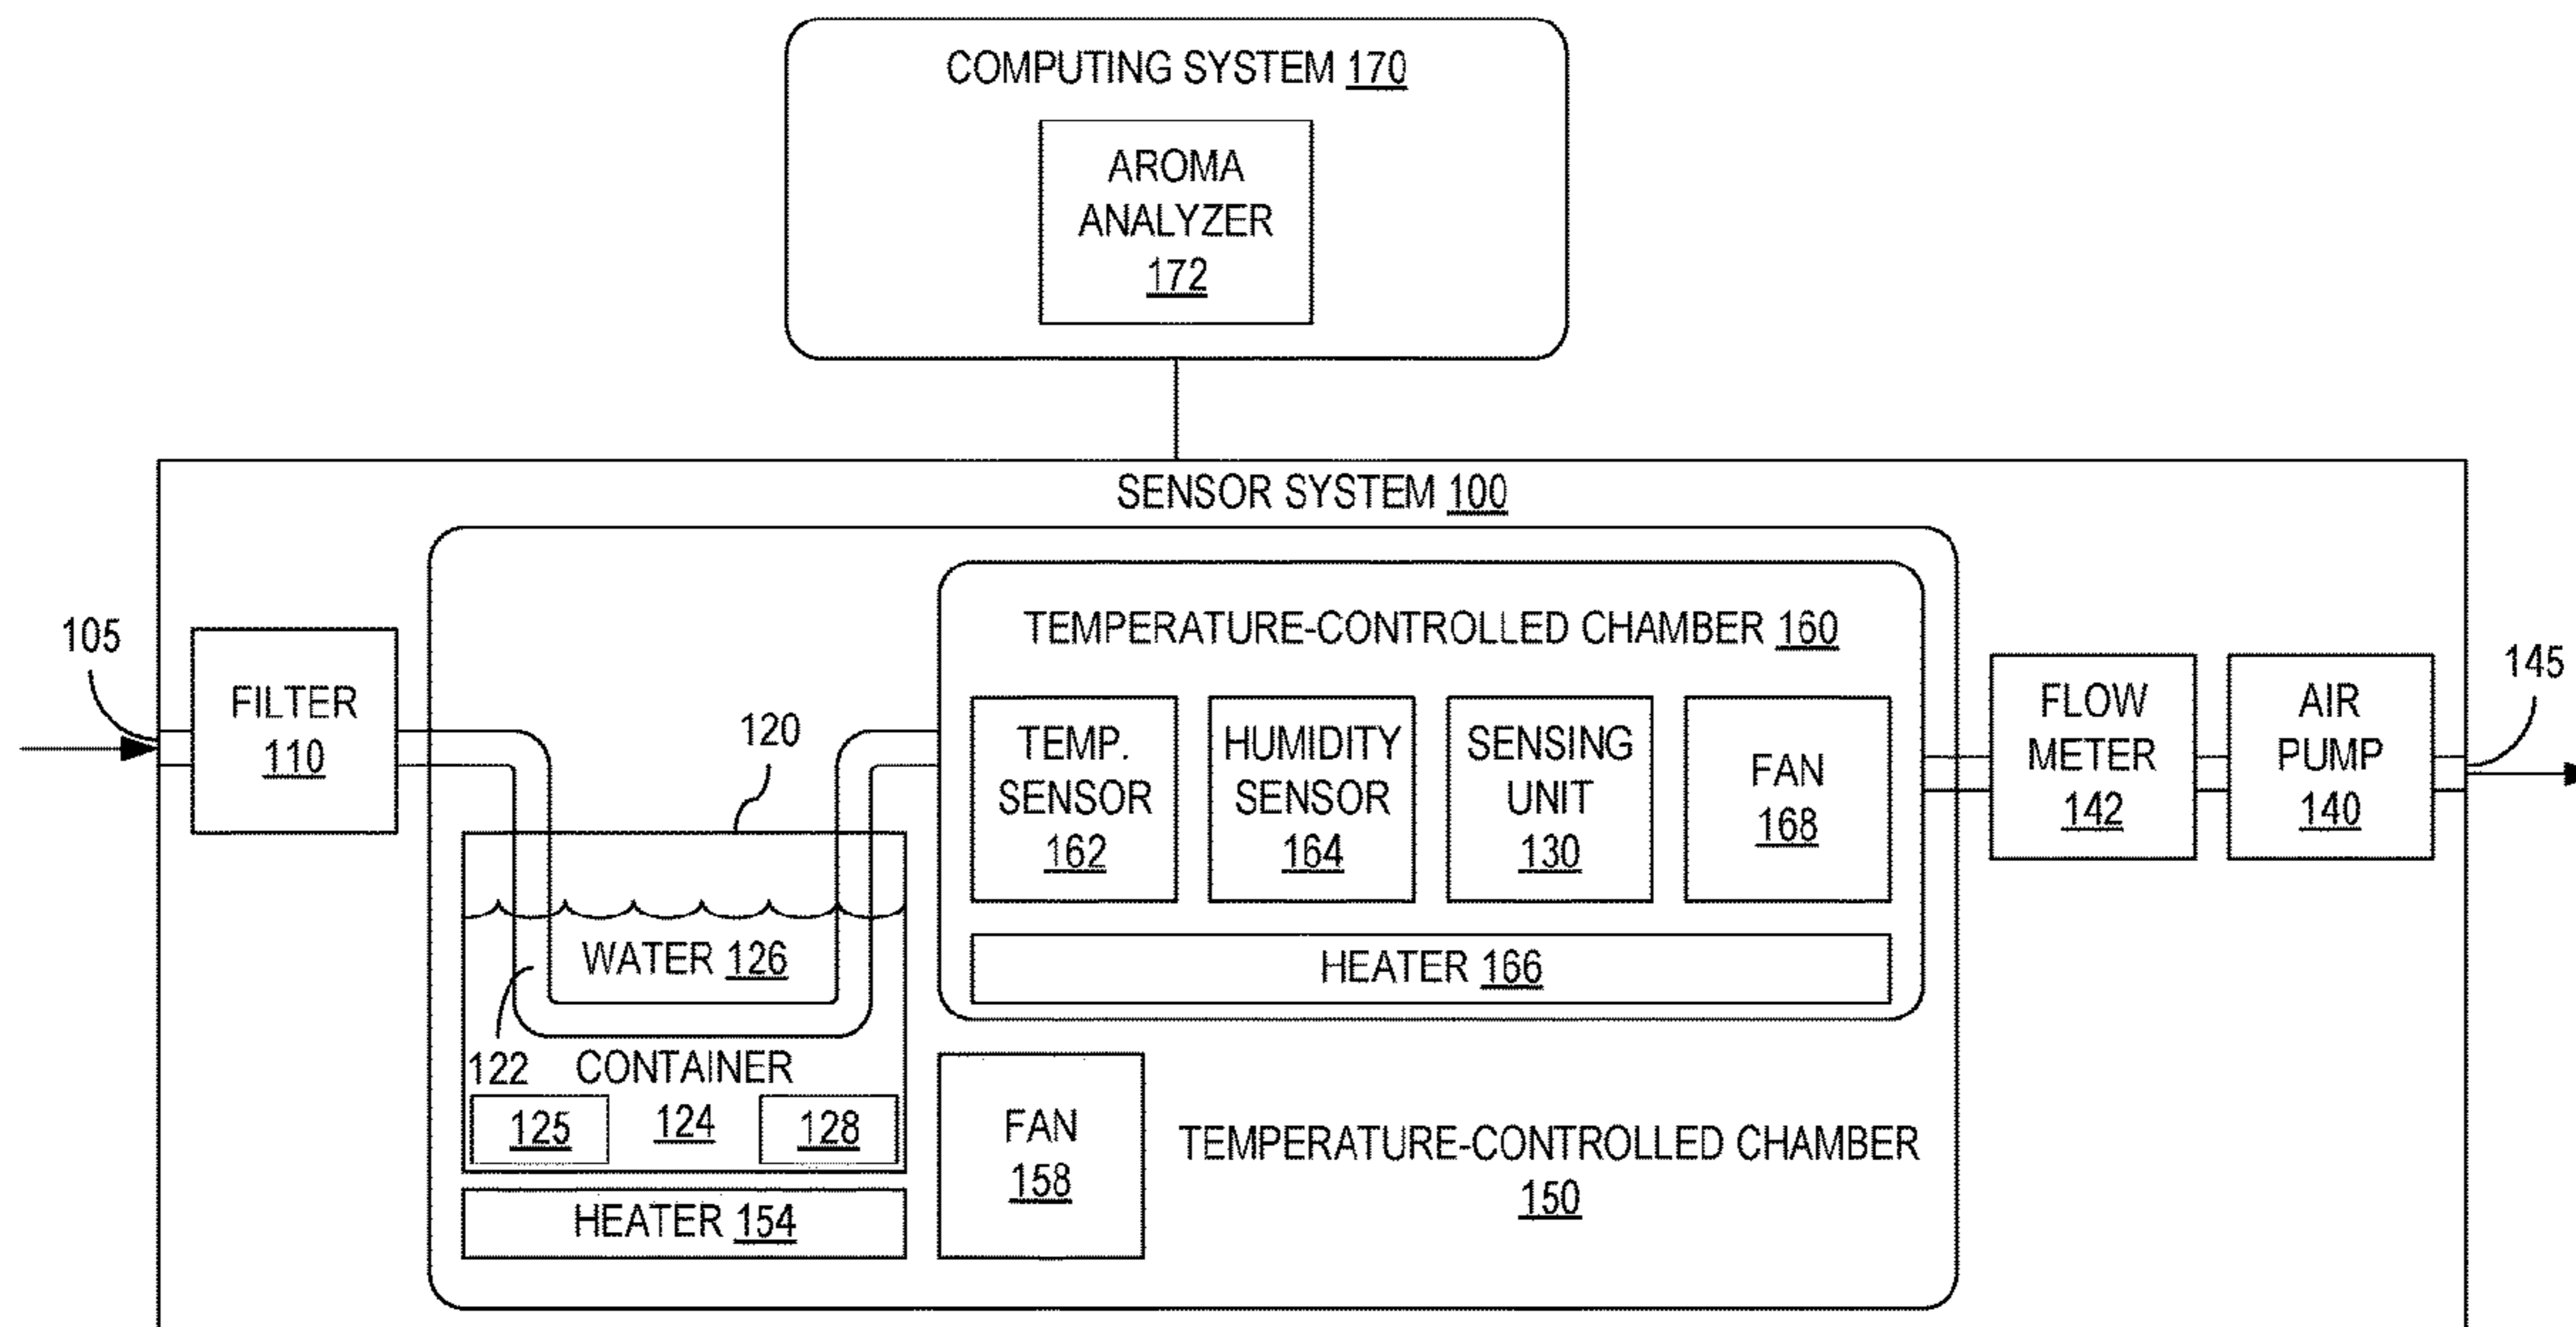 COMPUTING SYSTEM 170
AROMA
ANALYZER
172
SENSOR SYSTEM 100
105
FILTER
110
120
WATER 126
122
CONTAINER
124
125
128
HEATER 154
TEMPERATURE-CONTROLLED CHAMBER 160
TEMP.
SENSOR
162
HUMIDITY
SENSOR
164
SENSING
UNIT
130
FAN
168
HEATER 166
FAN
158
TEMPERATURE-CONTROLLED CHAMBER
150
FLOW
METER
142
AIR
PUMP
140
145